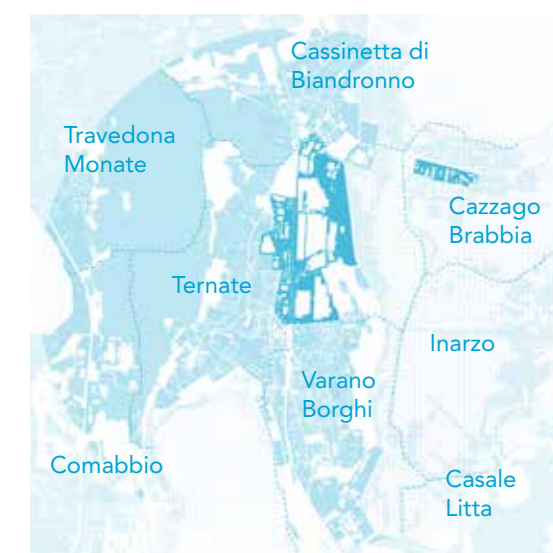 Cassinetta di
Biandronno
Travedona
Monate
Cazzago
Brabbia
Ternate
Inarzo
Varano
Borghi
Comabbio
Casale
Litta